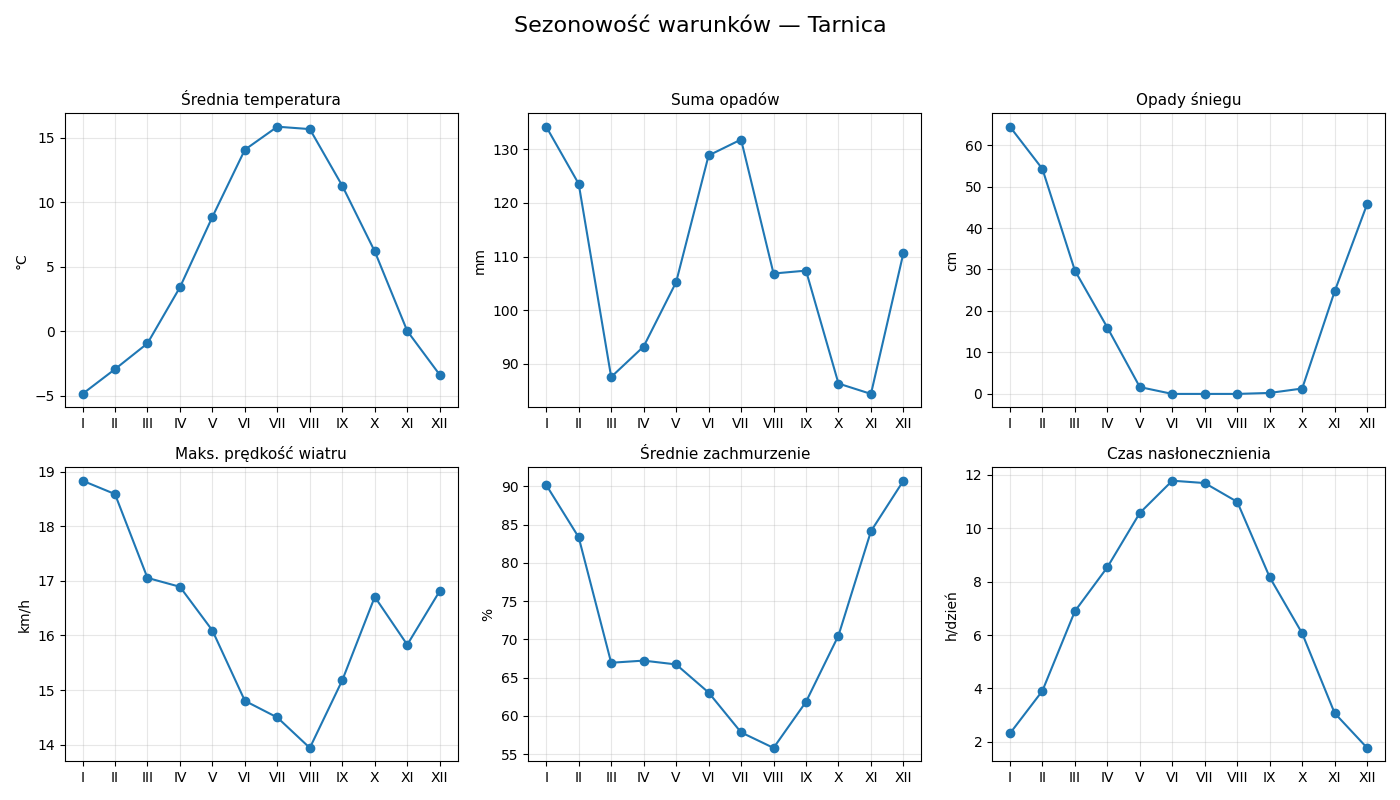 Sezonowość warunków — Tarnica
Średnia temperatura
°C
15
10
5
0
−5
I II III IV V VI VII VIII IX X XI XII
Suma opadów
mm
130
120
110
100
90
I II III IV V VI VII VIII IX X XI XII
Opady śniegu
cm
60
50
40
30
20
10
0
I II III IV V VI VII VIII IX X XI XII
Maks. prędkość wiatru
km/h
19
18
17
16
15
14
I II III IV V VI VII VIII IX X XI XII
Średnie zachmurzenie
%
90
85
80
75
70
65
60
55
I II III IV V VI VII VIII IX X XI XII
Czas nasłonecznienia
h/dzień
12
10
8
6
4
2
I II III IV V VI VII VIII IX X XI XII